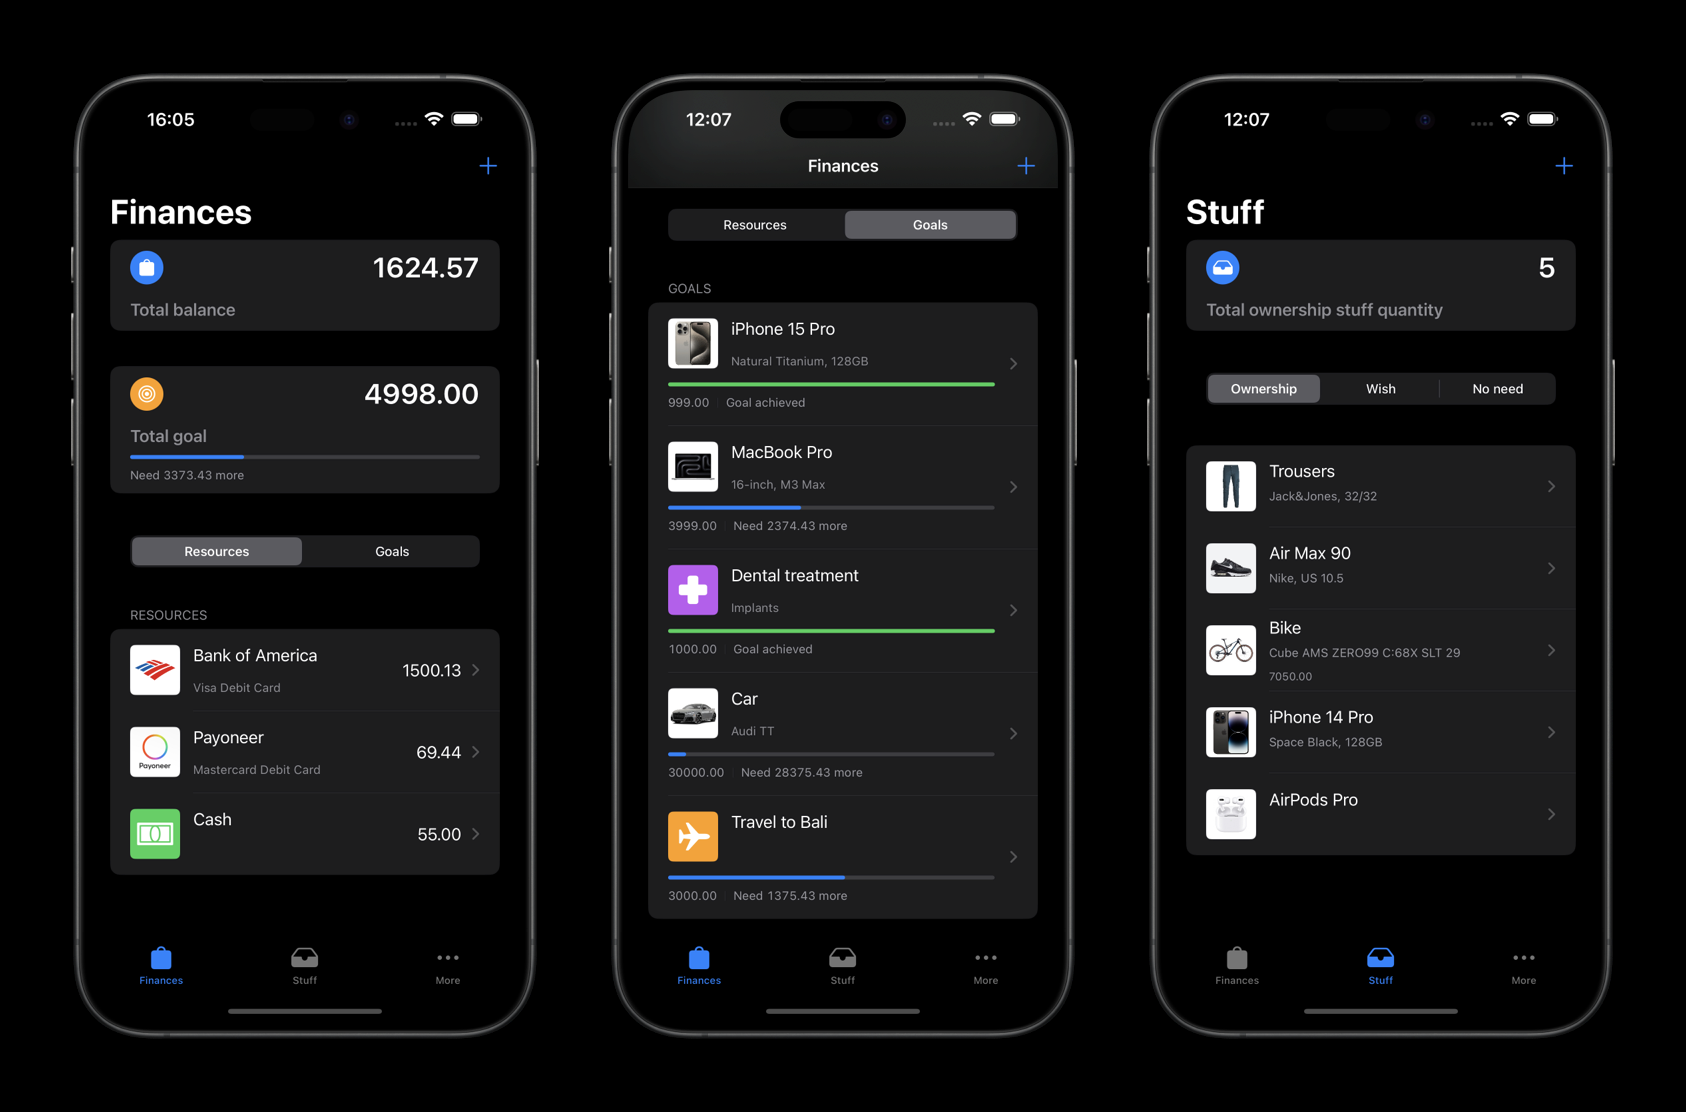 16:05
Finances
1624.57
Total balance
4998.00
Total goal
Need 3373.43 more
Resources
Goals
RESOURCES
Bank of America
1500.13
Visa Debit Card
Payoneer
Payoneer
69.44
Mastercard Debit Card
Cash
55.00
Finances
Stuff
More
12:07
Finances
Resources
Goals
GOALS
iPhone 15 Pro
Natural Titanium, 128GB
999.00 Goal achieved
MacBook Pro
16-inch, M3 Max
3999.00 Need 2374.43 more
Dental treatment
Implants
1000.00 Goal achieved
Car
Audi TT
30000.00 Need 28375.43 more
Travel to Bali
3000.00 Need 1375.43 more
Finances
Stuff
More
12:07
Stuff
5
Total ownership stuff quantity
Ownership
Wish
No need
Trousers
Jack&Jones, 32/32
Air Max 90
Nike, US 10.5
Bike
Cube AMS ZERO99 C:68X SLT 29
7050.00
iPhone 14 Pro
Space Black, 128GB
AirPods Pro
Finances
Stuff
More